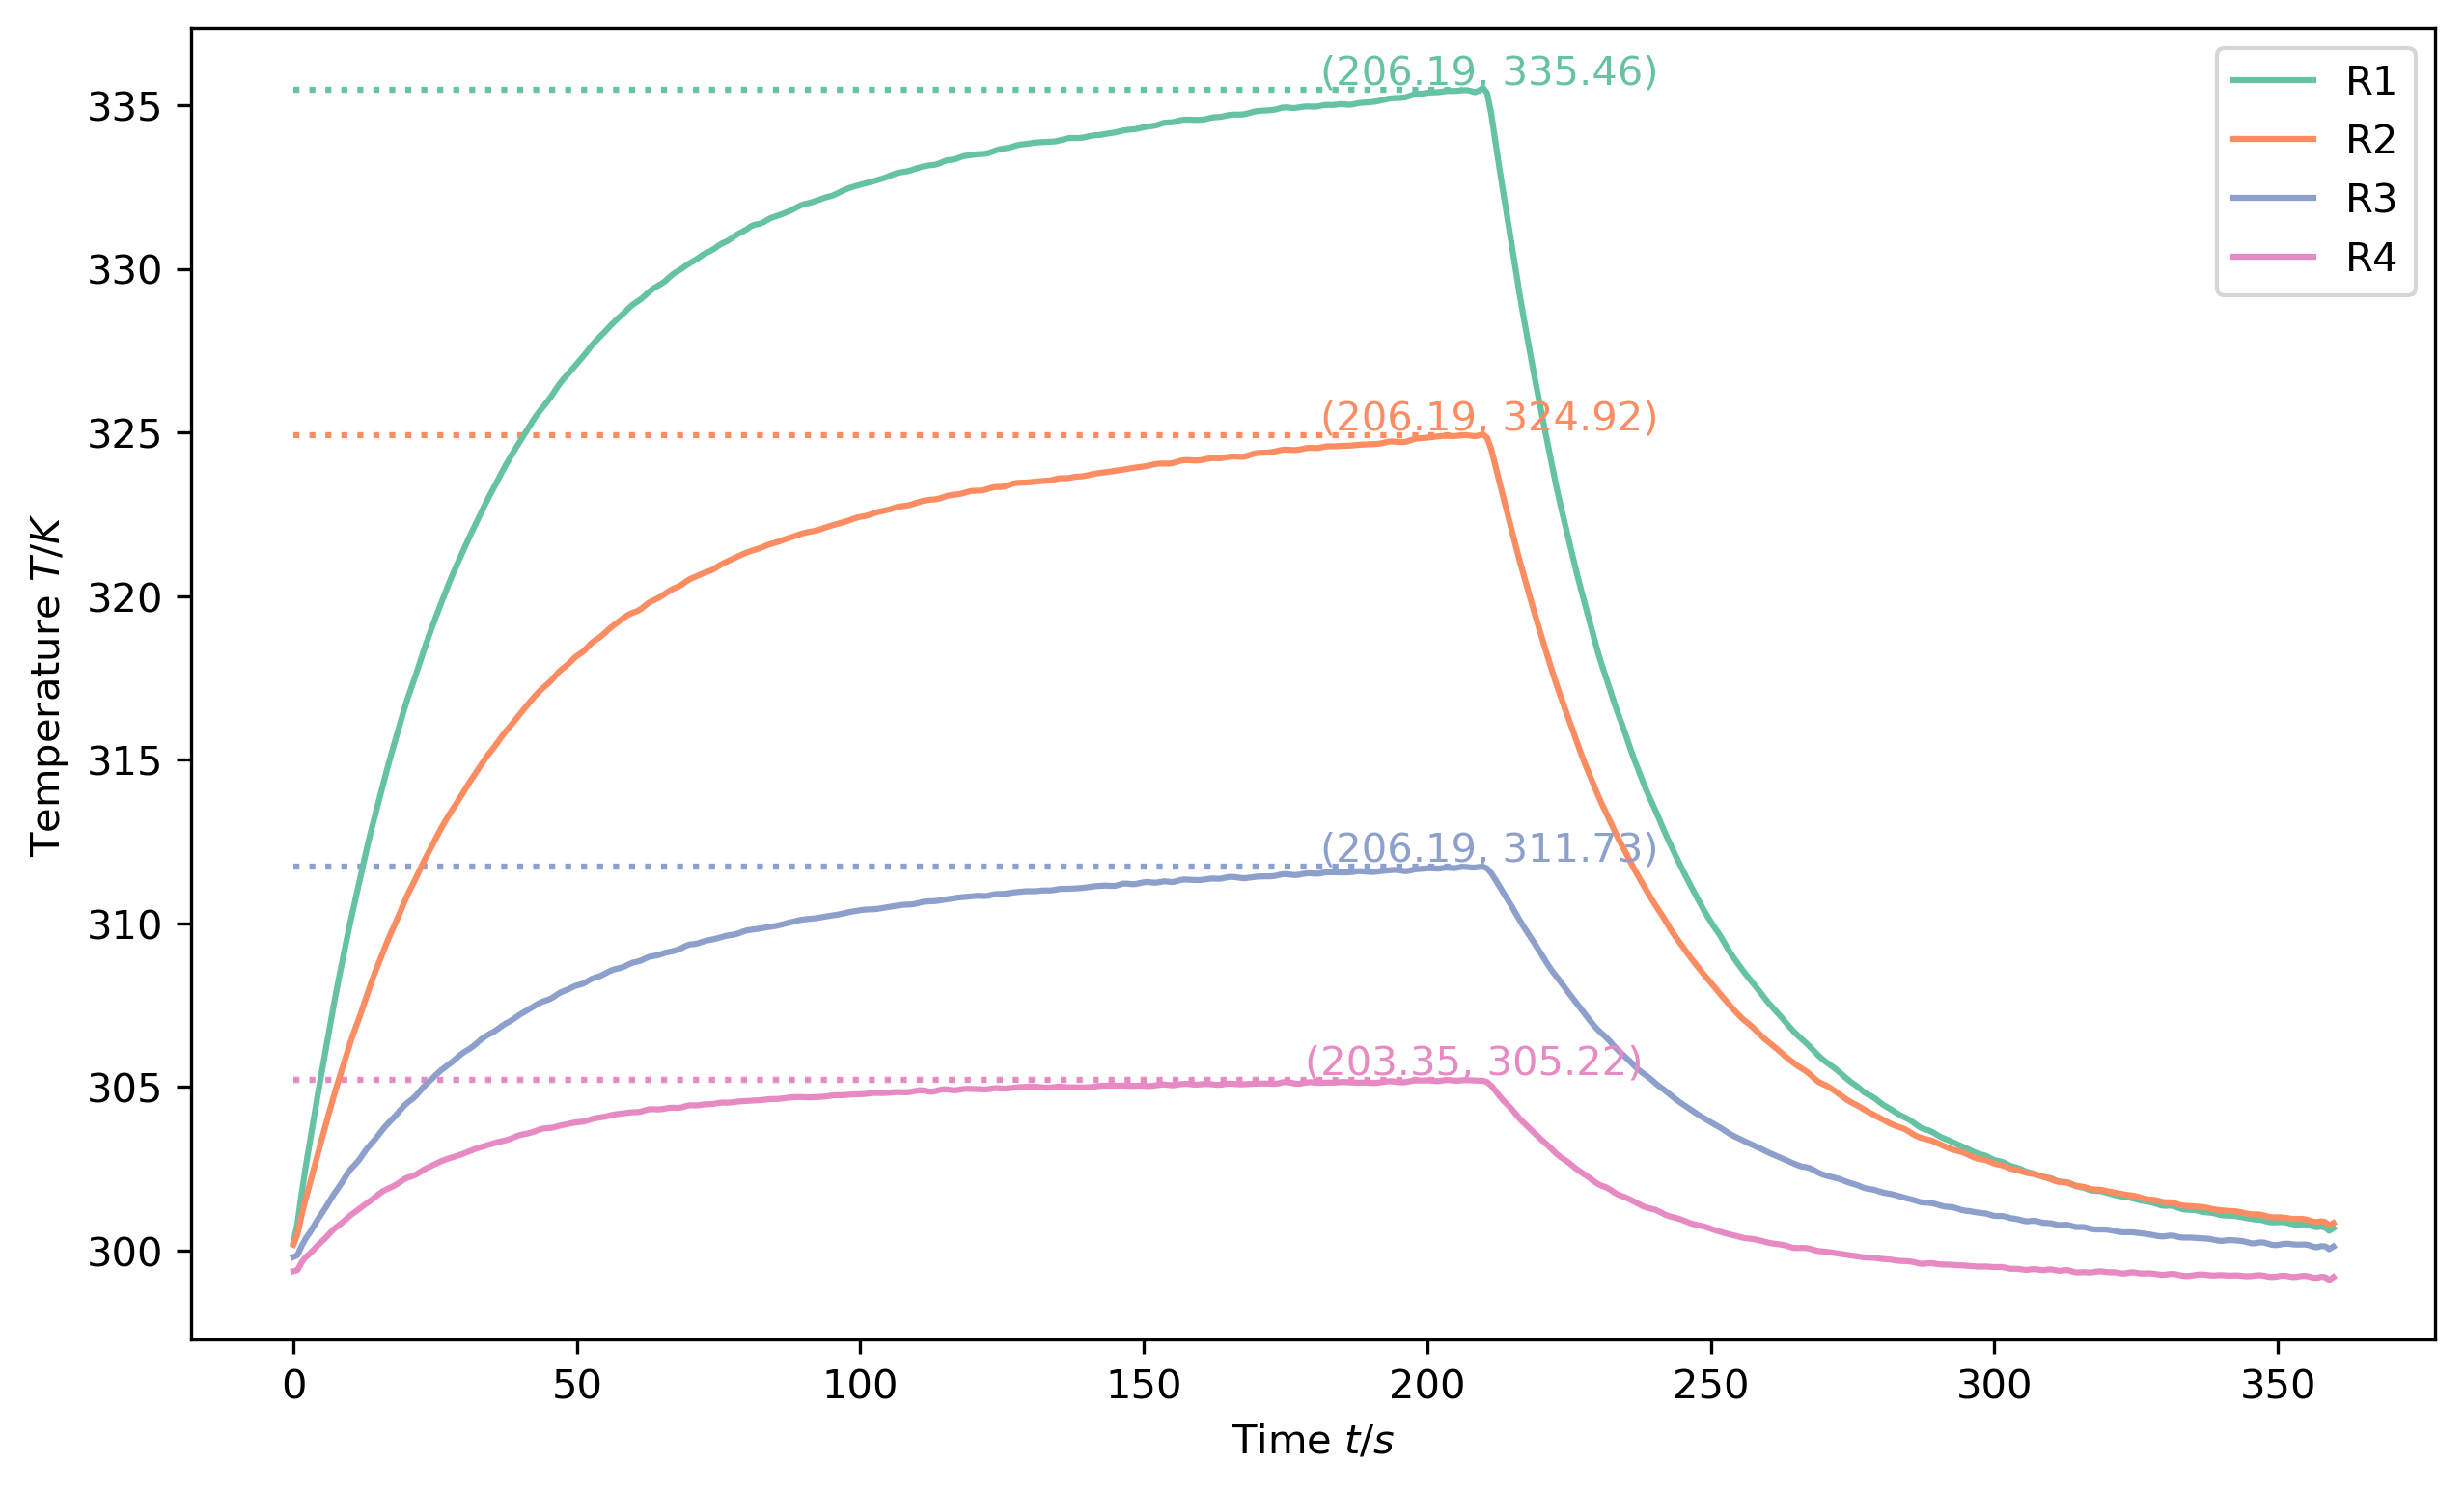 (206.19, 335.46)
R1
R2
R3
R4
(206.19, 324.92)
(206.19, 311.73)
(203.35, 305.22)
335
330
325
320
315
310
305
300
Temperature T/K
0 50 100 150 200 250 300 350
Time t/s